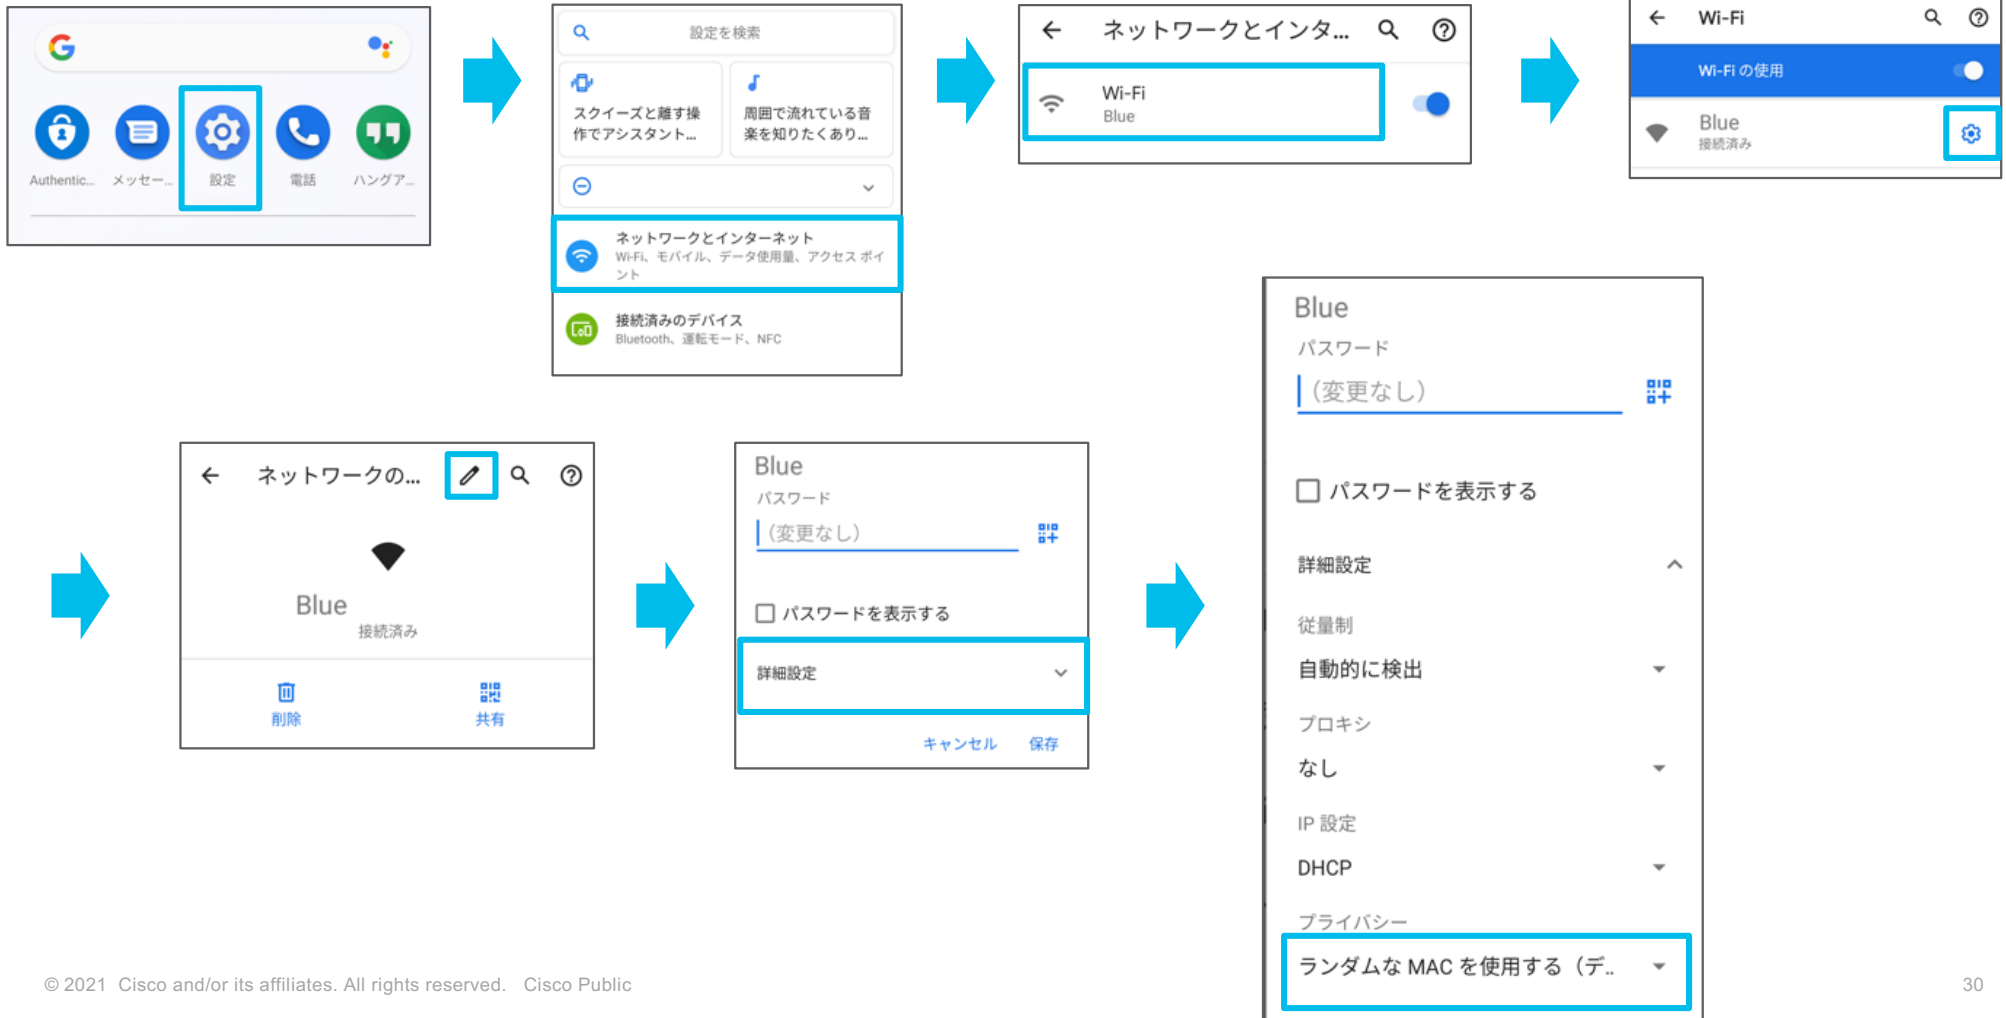 Authentic...
メッセー...
設定
電話
ハングア...
設定を検索
スクイーズと離す操
作でアシスタント...
周囲で流れている音
楽を知りたくあり...
ネットワークとインターネット
Wi-Fi、モバイル、データ使用量、アクセス ポイ
ント
接続済みのデバイス
Bluetooth、運転モード、NFC
ネットワークとインタ...
Wi-Fi
Blue
Wi-Fi
Wi-Fi の使用
Blue
接続済み
ネットワークの...
Blue
接続済み
削除
共有
Blue
パスワード
（変更なし）
パスワードを表示する
詳細設定
キャンセル
保存
Blue
パスワード
（変更なし）
パスワードを表示する
詳細設定
従量制
自動的に検出
プロキシ
なし
IP 設定
DHCP
プライバシー
ランダムな MAC を使用する（デ..
© 2021 Cisco and/or its affiliates. All rights reserved. Cisco Public
30